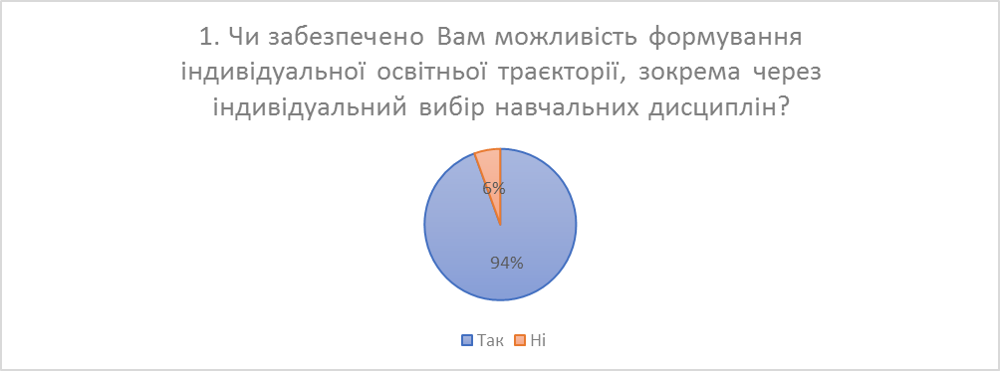 1. Чи забезпечено Вам можливість формування
індивідуальної освітньої траєкторії, зокрема через
індивідуальний вибір навчальних дисциплін?
6%
94%
Так Ні